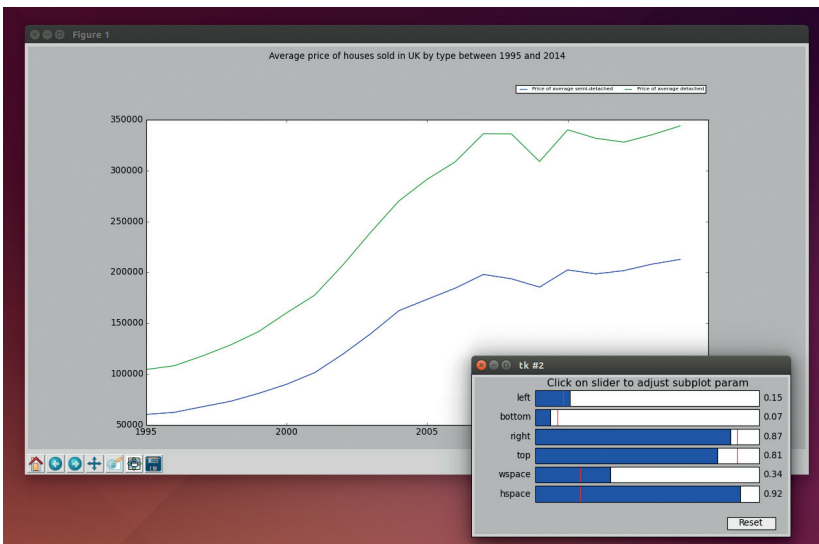 Figure 1
Average price of houses sold in UK by type between 1995 and 2014
Price of average semi-detached Price of average detached
350000
300000
250000
200000
150000
100000
50000
1995 2000 2005
tk #2
Click on slider to adjust subplot param
left 0.15
bottom 0.07
right 0.87
top 0.81
wspace 0.34
hspace 0.92
Reset